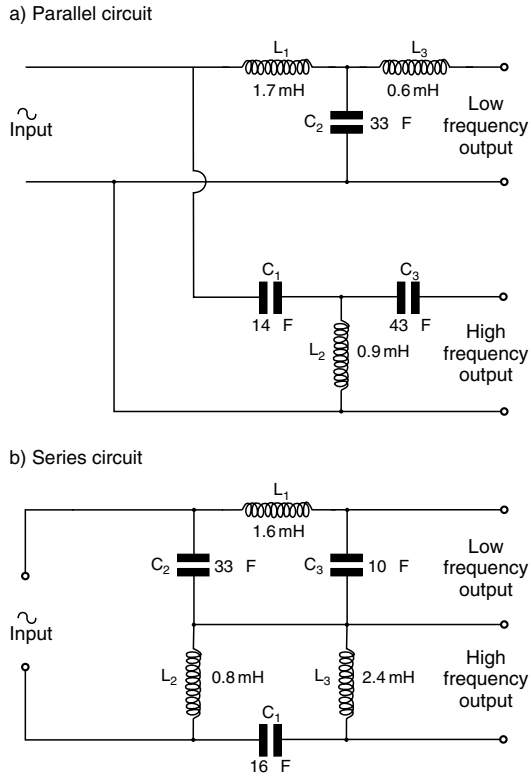 a) Parallel circuit
L1
L3
1.7 mH
0.6 mH
C2
33 F
Input
Low
frequency
output
C1
C3
14 F
43 F
L2
0.9 mH
High
frequency
output
b) Series circuit
L1
1.6 mH
C2
33 F
C3
10 F
Low
frequency
output
Input
L2
0.8 mH
L3
2.4 mH
High
frequency
output
C1
16 F